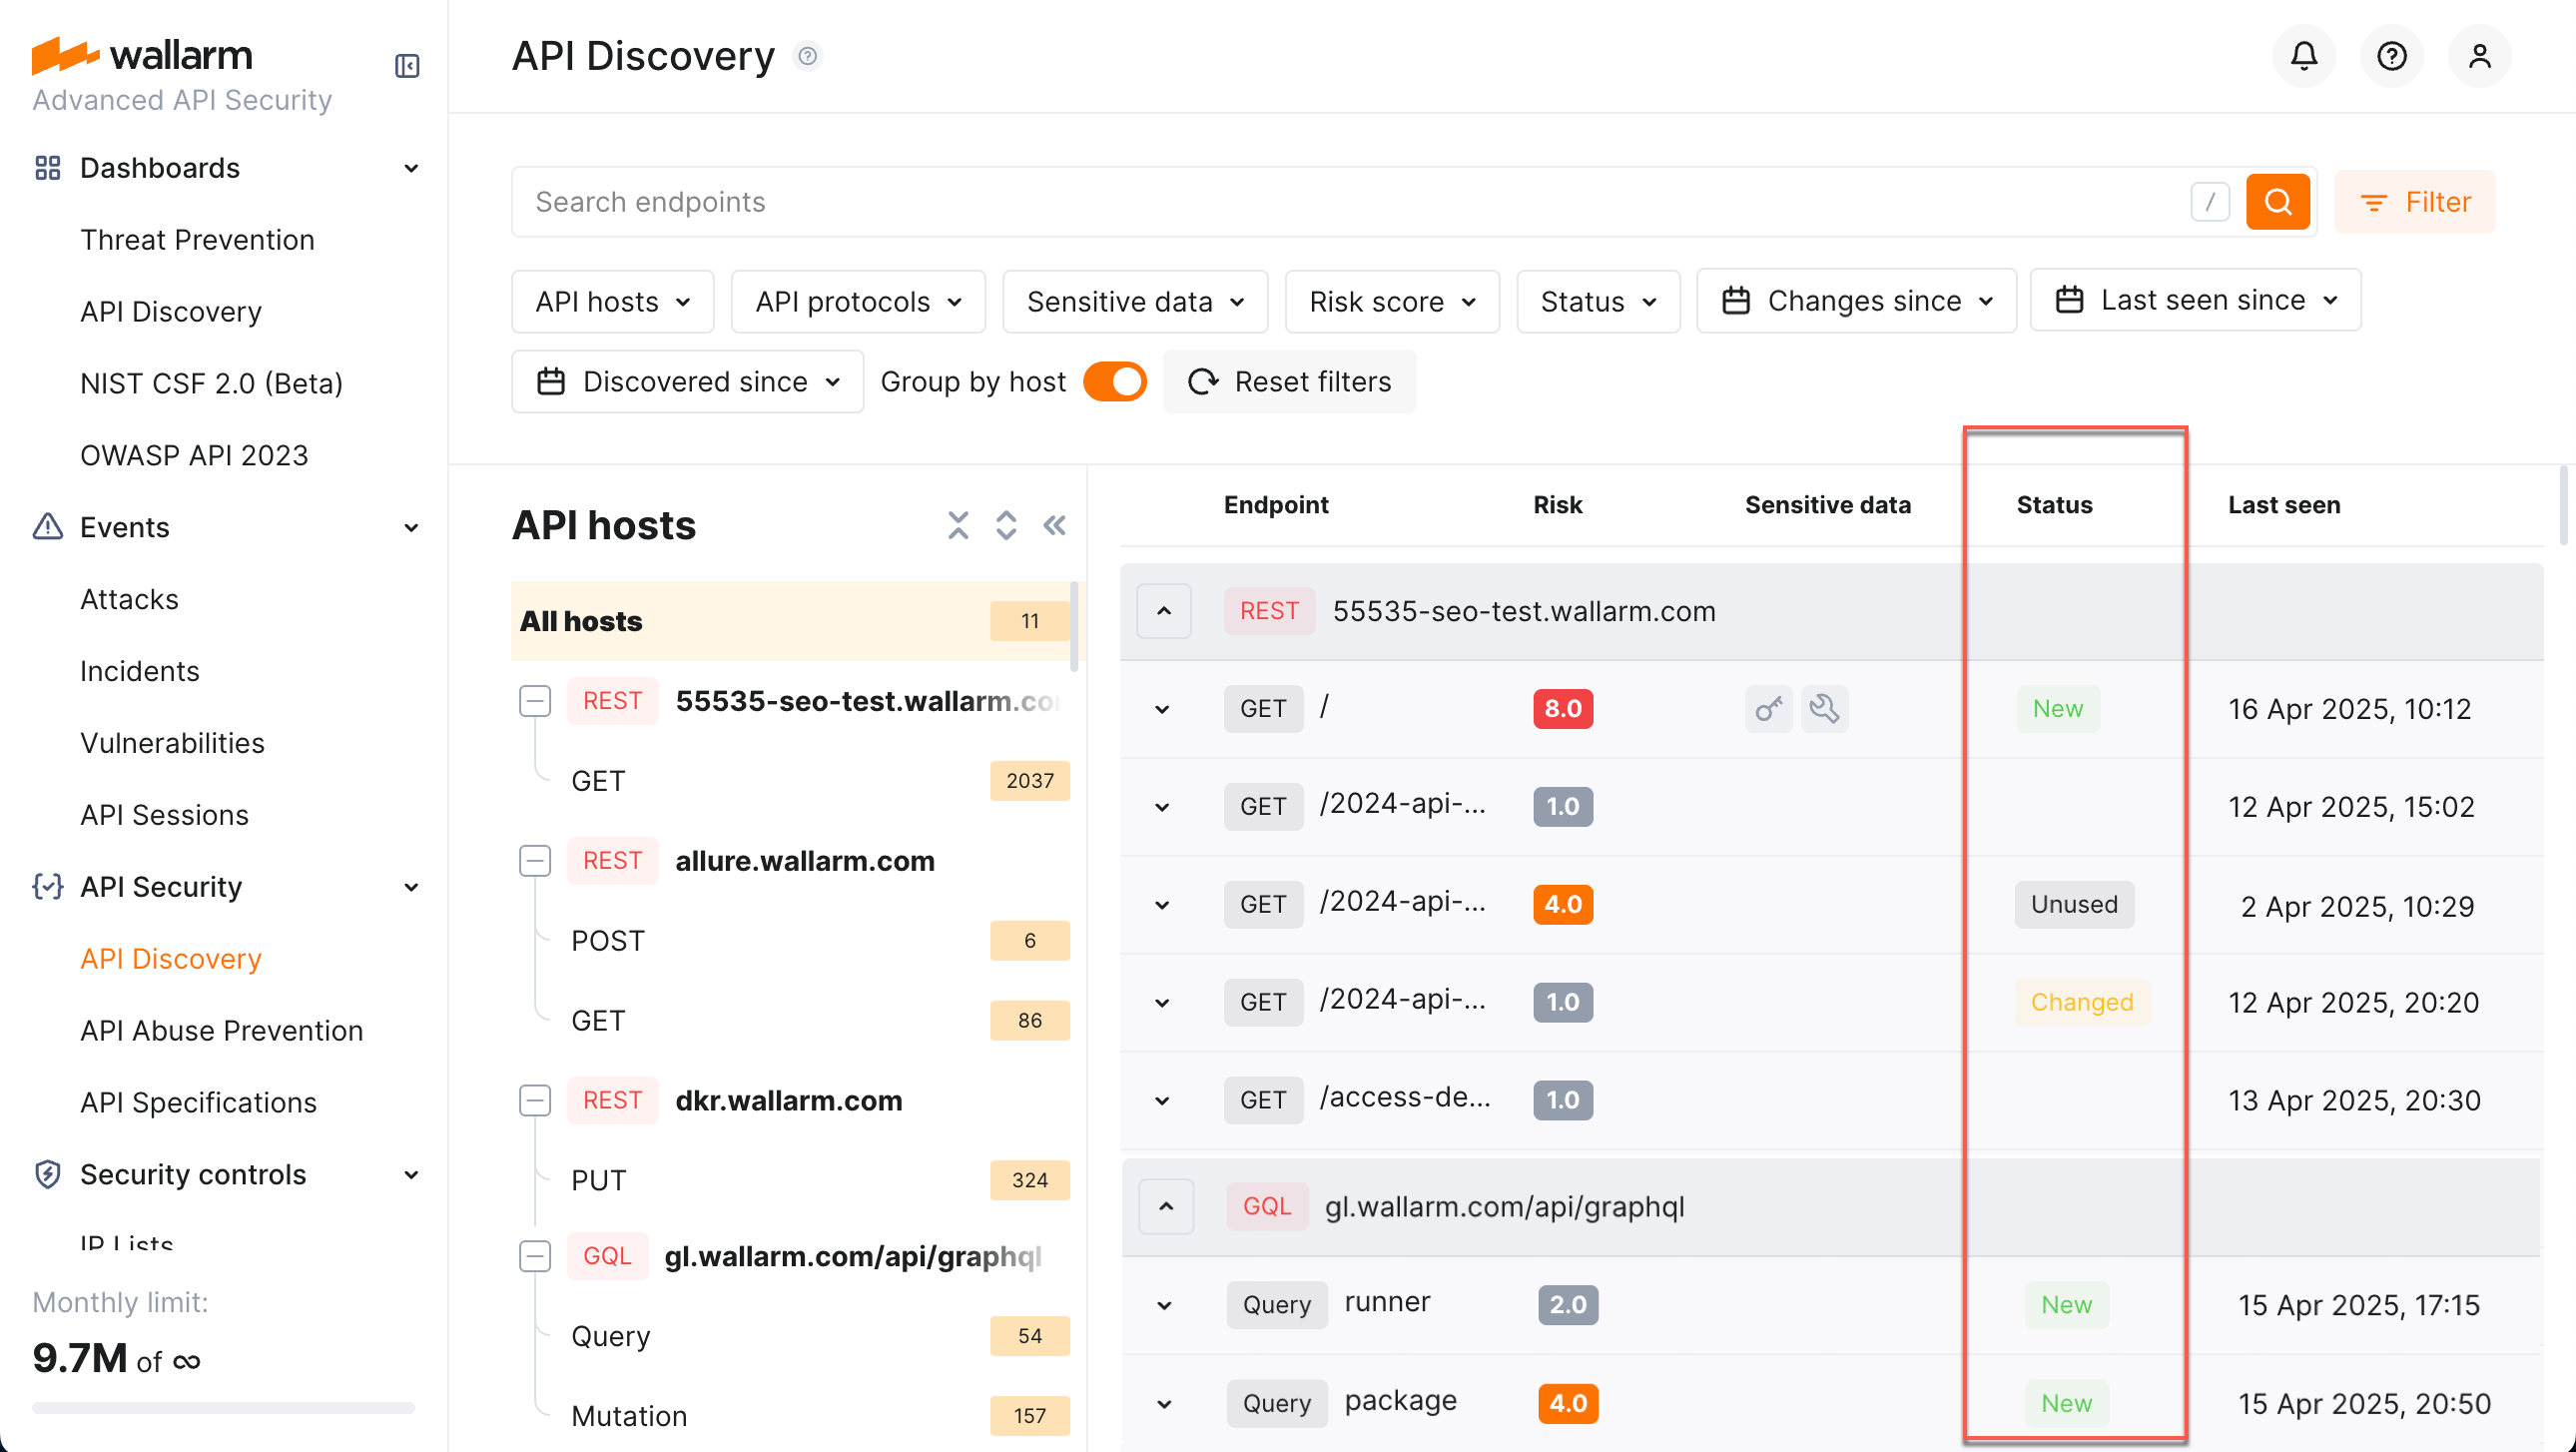 wallarm
Advanced API Security
Dashboards
Threat Prevention
API Discovery
NIST CSF 2.0 (Beta)
OWASP API 2023
Events
Attacks
Incidents
Vulnerabilities
API Sessions
API Security
API Discovery
API Abuse Prevention
API Specifications
Security controls
IP Lists
Monthly limit:
9.7M of ∞
API Discovery
Search endpoints /
Filter
API hosts API protocols Sensitive data Risk score Status Changes since Last seen since
Discovered since Group by host Reset filters
API hosts
All hosts 11
REST 55535-seo-test.wallarm.co
GET 2037
REST allure.wallarm.com
POST 6
GET 86
REST dkr.wallarm.com
PUT 324
GQL gl.wallarm.com/api/graphql
Query 54
Mutation 157
Endpoint Risk Sensitive data Status Last seen
REST 55535-seo-test.wallarm.com
GET / 8.0 New 16 Apr 2025, 10:12
GET /2024-api-... 1.0 12 Apr 2025, 15:02
GET /2024-api-... 4.0 Unused 2 Apr 2025, 10:29
GET /2024-api-... 1.0 Changed 12 Apr 2025, 20:20
GET /access-de... 1.0 13 Apr 2025, 20:30
GQL gl.wallarm.com/api/graphql
Query runner 2.0 New 15 Apr 2025, 17:15
Query package 4.0 New 15 Apr 2025, 20:50